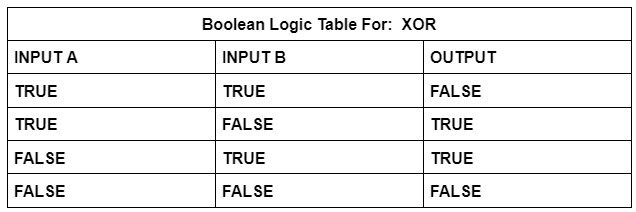 Boolean Logic Table For: XOR
INPUT A INPUT B OUTPUT
TRUE TRUE FALSE
TRUE FALSE TRUE
FALSE TRUE TRUE
FALSE FALSE FALSE